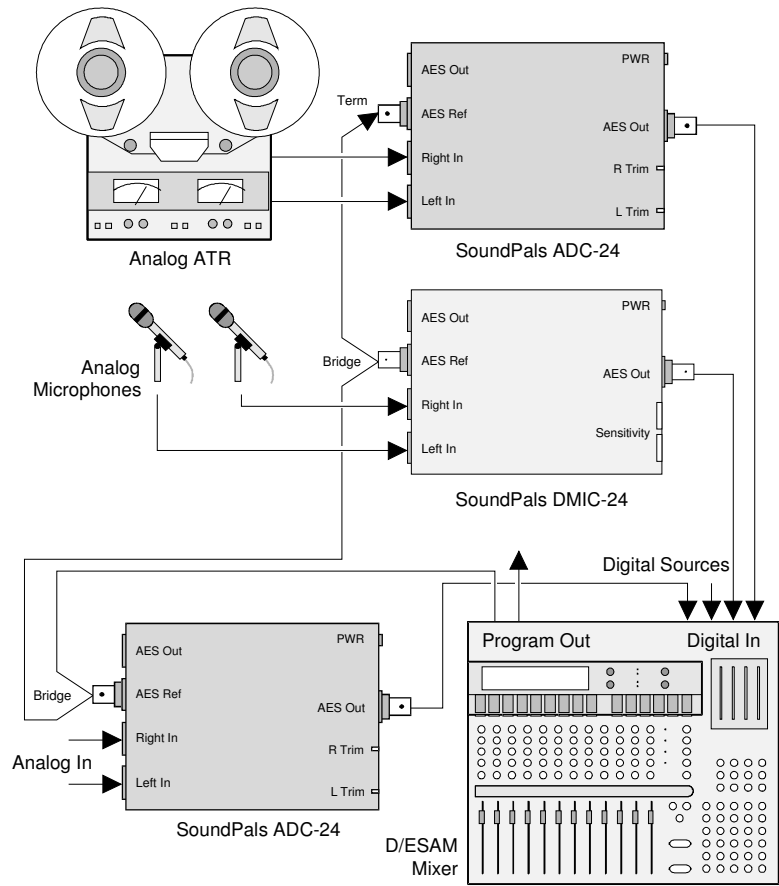 Term
AES Out
AES Ref
Right In
Left In
PWR
AES Out
R Trim
L Trim
Analog ATR
SoundPals ADC-24
Analog
Microphones
Bridge
AES Out
AES Ref
Right In
Left In
PWR
AES Out
Sensitivity
SoundPals DMIC-24
Digital Sources
Program Out
Digital In
Bridge
Analog In
AES Out
AES Ref
Right In
Left In
PWR
AES Out
R Trim
L Trim
SoundPals ADC-24
D/ESAM
Mixer